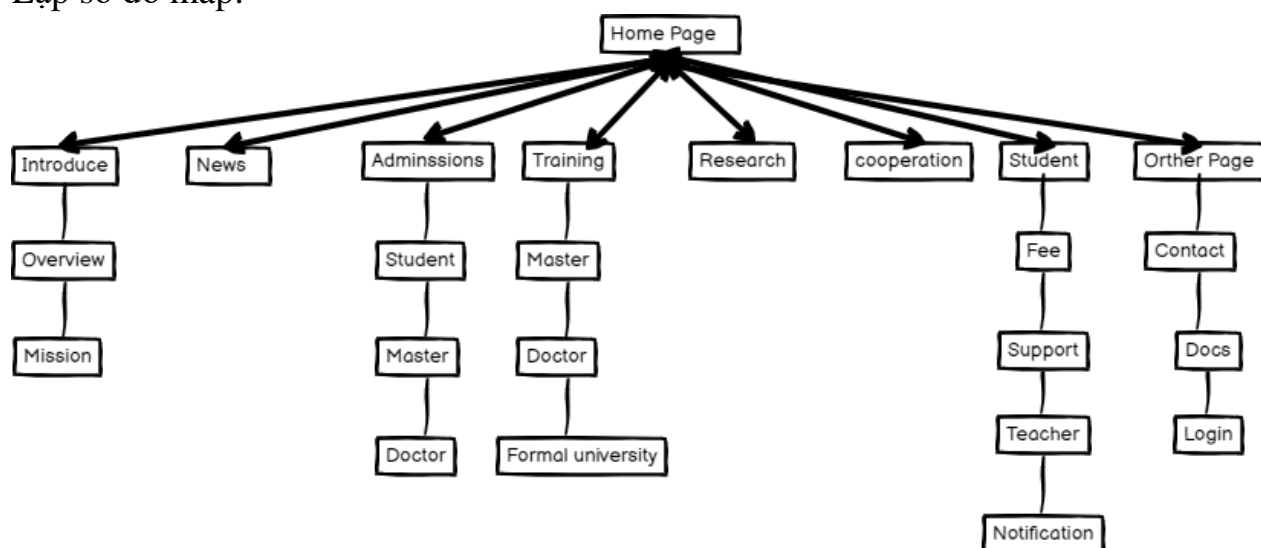 Lập sơ đồ map:
Home Page
Introduce
News
Adminssions
Training
Research
cooperation
Student
Orther Page
Overview
Student
Master
Fee
Contact
Mission
Master
Doctor
Support
Docs
Doctor
Formal university
Teacher
Login
Notification